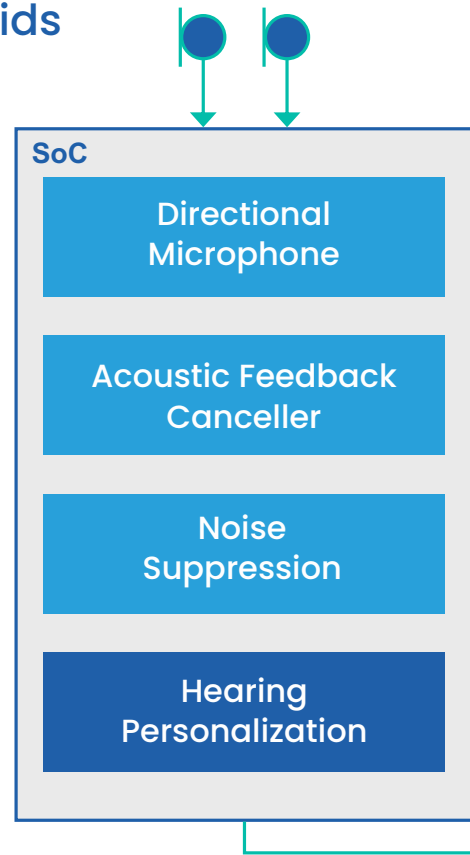 ids
SoC
Directional
Microphone
Acoustic Feedback
Canceller
Noise
Suppression
Hearing
Personalization